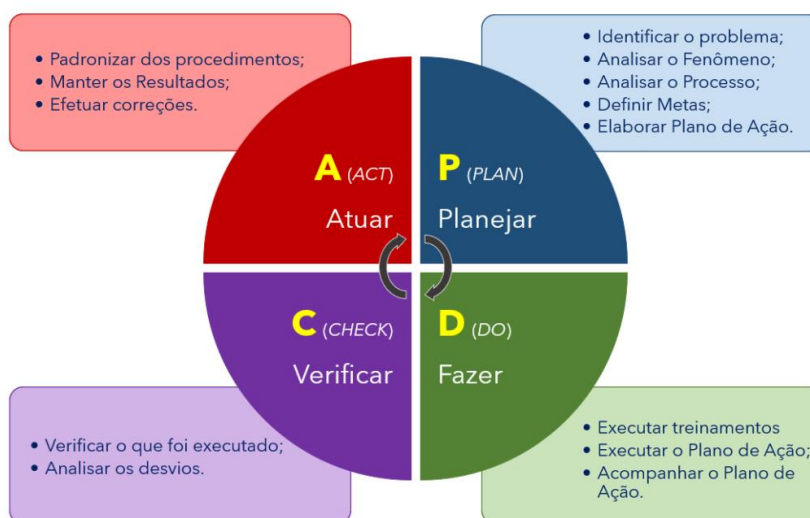 • Padronizar dos procedimentos;
• Manter os Resultados;
• Efetuar correções.
• Identificar o problema;
• Analisar o Fenômeno;
• Analisar o Processo;
• Definir Metas;
• Elaborar Plano de Ação.
A (ACT)
Atuar
P (PLAN)
Planejar
C (CHECK)
Verificar
D (DO)
Fazer
• Verificar o que foi executado;
• Analisar os desvios.
• Executar treinamentos
• Executar o Plano de Ação;
• Acompanhar o Plano de
Ação.